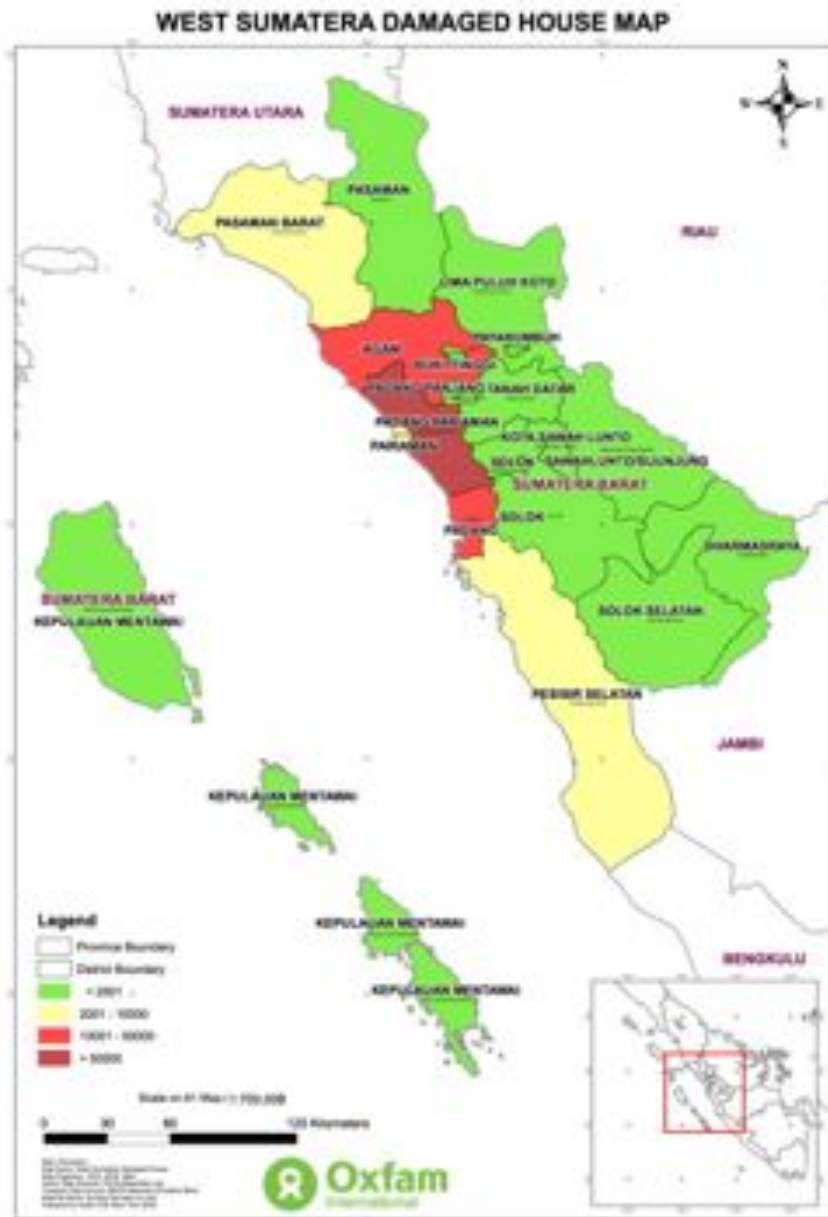 WEST SUMATERA DAMAGED HOUSE MAP
N
W
E
S
SUMATERA UTARA
PASAMAN
PASAMAN BARAT
RIAU
LIMA PULUH KOTO
PAYAKUMBUH
AGAM
BUKITTINGGI
PADANG PANJANG
TANAH DATAR
PADANG PARIAMAN
PARIAMAN
KOTA SAWAH LUNTO
SOLOK
SAWAHLUNTO/SIJUNJUNG
SUMATERA BARAT
PADANG
SOLOK
DHARMASRAYA
SUMATERA BARAT
KEPULAUAN MENTAWAI
SOLOK SELATAN
PESISIR SELATAN
JAMBI
KEPULAUAN MENTAWAI
KEPULAUAN MENTAWAI
KEPULAUAN MENTAWAI
BENGKULU
Legend
Province Boundary
District Boundary
< 2001
2001 - 10000
10001 - 50000
> 50000
0 30 60 120 Kilometers
Oxfam
International